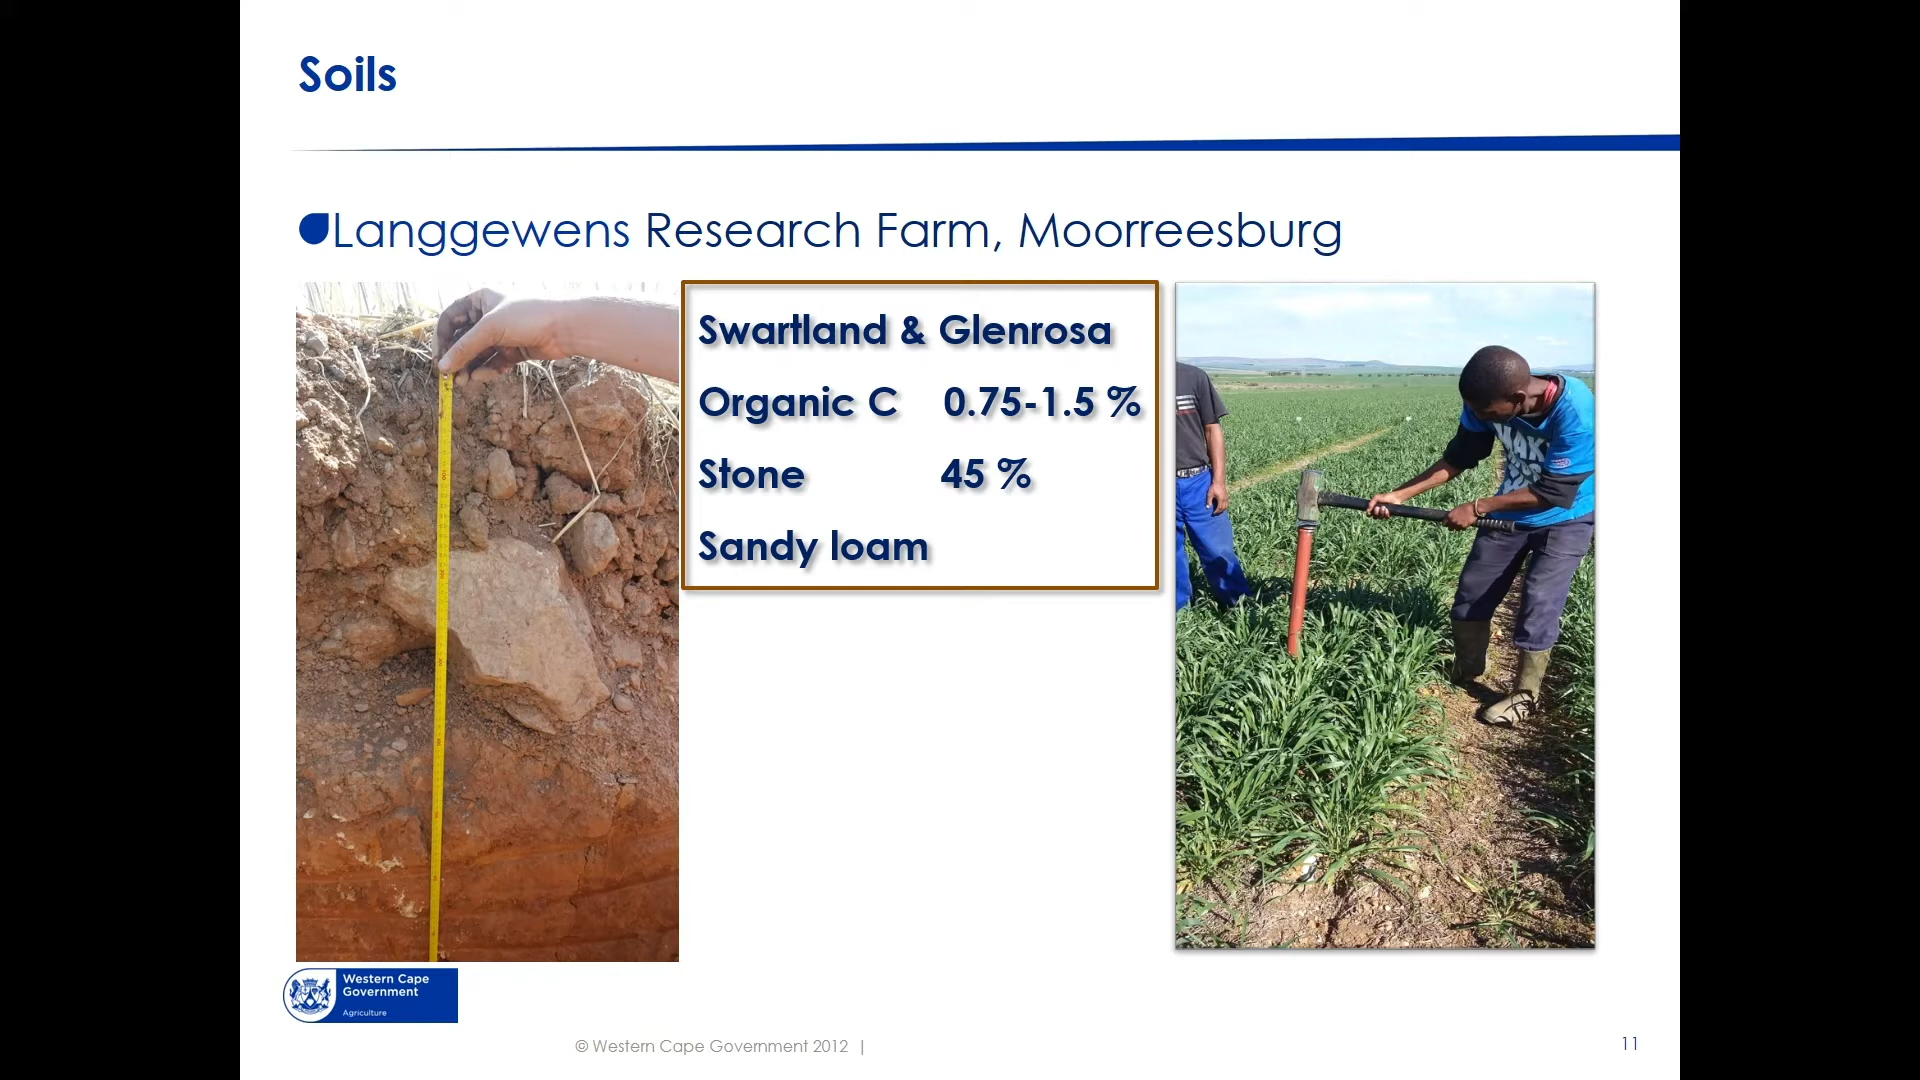 Soils
Langgewens Research Farm, Moorreesburg
Swartland & Glenrosa
Organic C 0.75-1.5 %
Stone 45 %
Sandy loam
Western Cape
Government
Agriculture
© Western Cape Government 2012 |
11